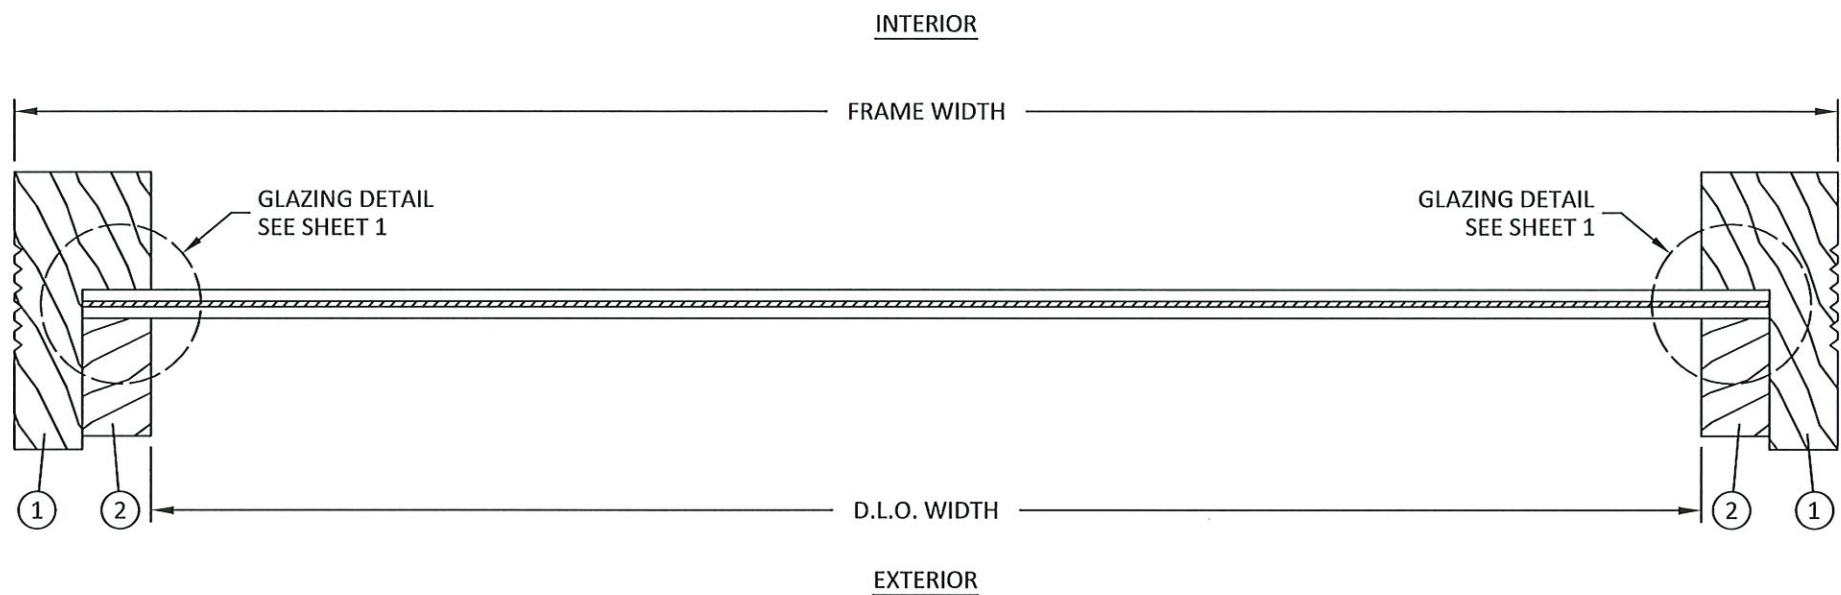 INTERIOR
FRAME WIDTH
GLAZING DETAIL
SEE SHEET 1
GLAZING DETAIL
SEE SHEET 1
1
2
D.L.O. WIDTH
2
1
EXTERIOR